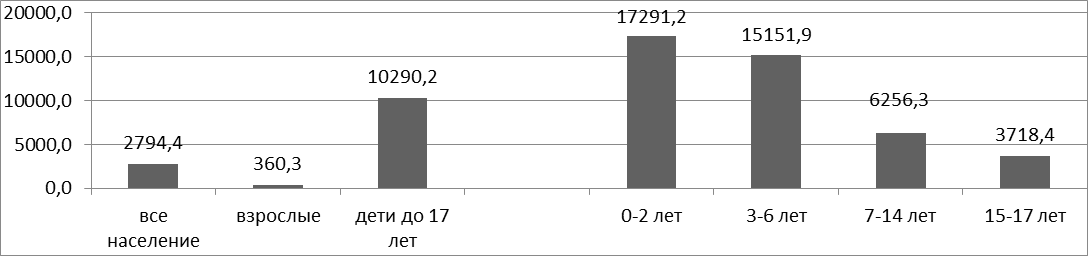 20000,0
15000,0
10000,0
5000,0
0,0
2794,4
360,3
10290,2
17291,2
15151,9
6256,3
3718,4
все
население
взрослые
дети до 17
лет
0-2 лет
3-6 лет
7-14 лет
15-17 лет